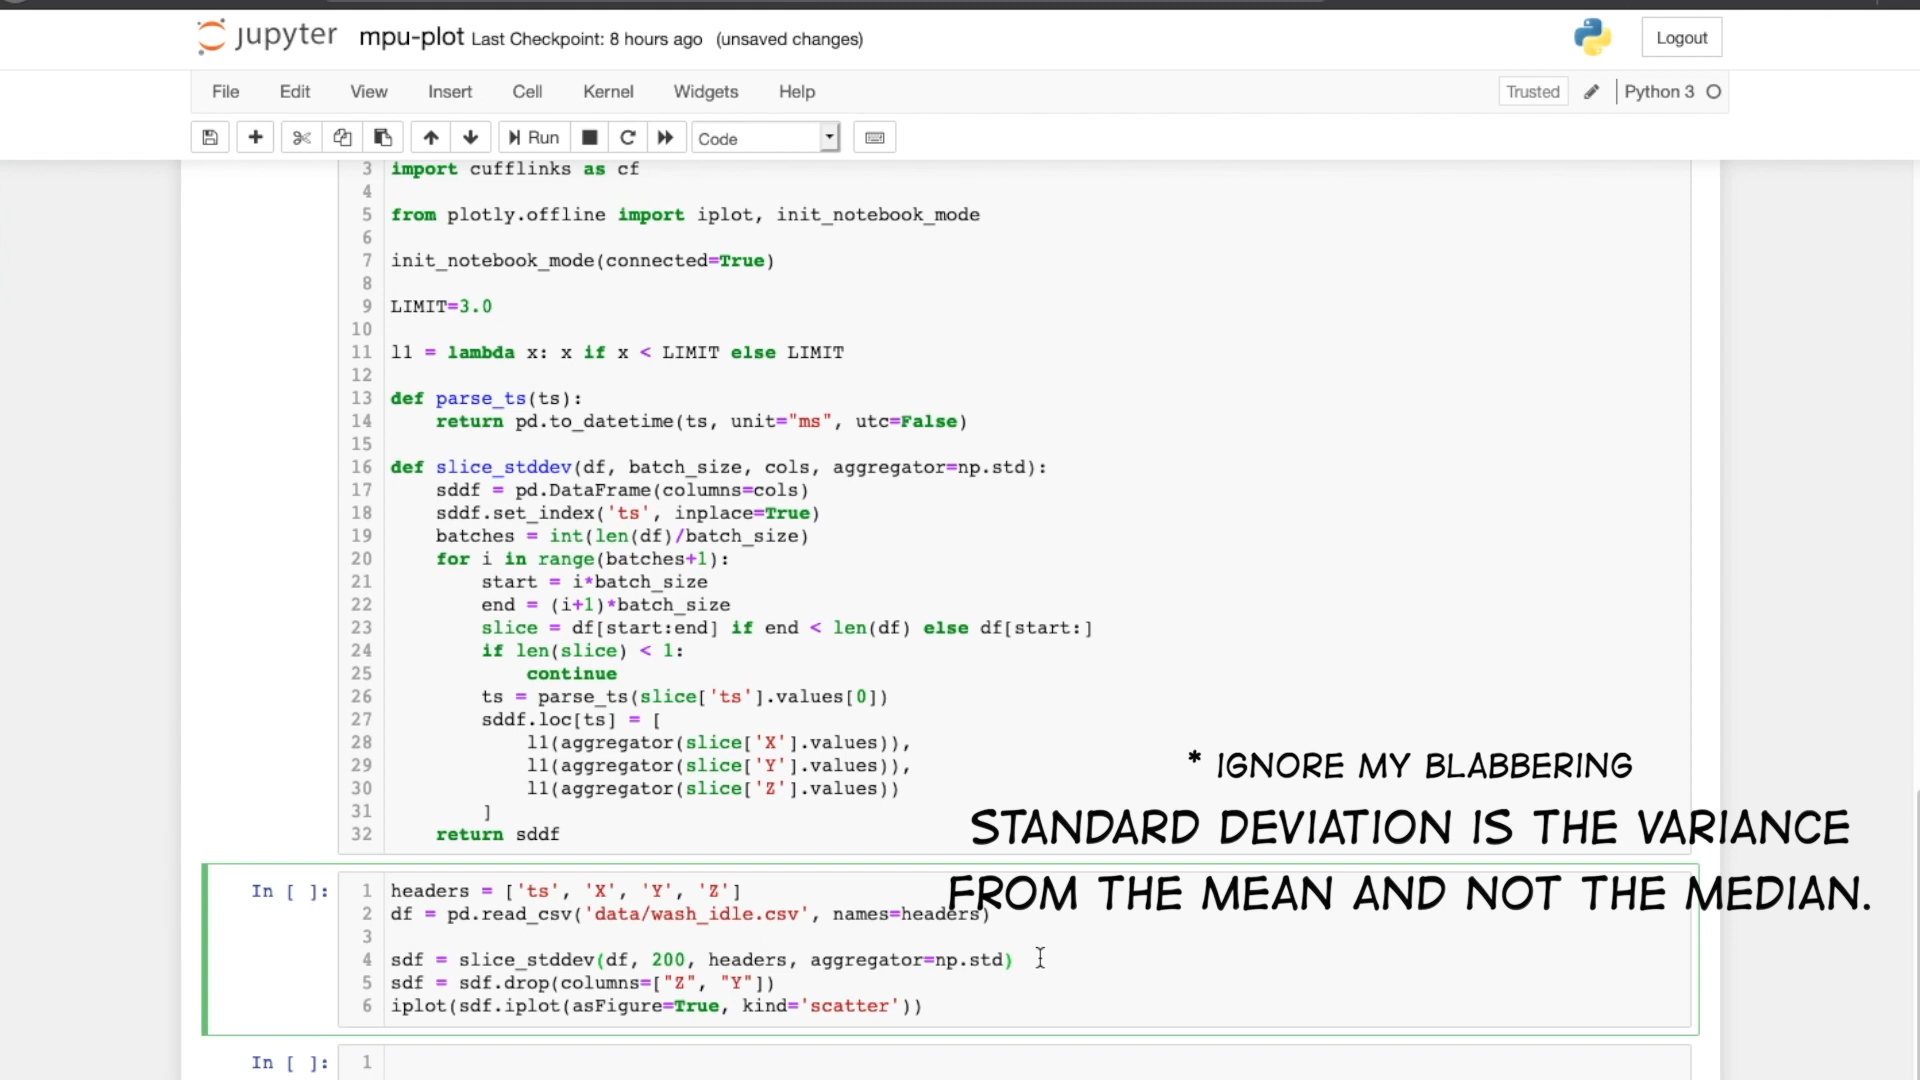 jupyter mpu-plot Last Checkpoint: 8 hours ago (unsaved changes) Logout
File Edit View Insert Cell Kernel Widgets Help Trusted Python 3
Run Code
3 import cufflinks as cf
4
5 from plotly.offline import iplot, init_notebook_mode
6
7 init_notebook_mode(connected=True)
8
9 LIMIT=3.0
10
11 l1 = lambda x: x if x < LIMIT else LIMIT
12
13 def parse_ts(ts):
14     return pd.to_datetime(ts, unit="ms", utc=False)
15
16 def slice_stddev(df, batch_size, cols, aggregator=np.std):
17     sddf = pd.DataFrame(columns=cols)
18     sddf.set_index('ts', inplace=True)
19     batches = int(len(df)/batch_size)
20     for i in range(batches+1):
21         start = i*batch_size
22         end = (i+1)*batch_size
23         slice = df[start:end] if end < len(df) else df[start:]
24         if len(slice) < 1:
25             continue
26         ts = parse_ts(slice['ts'].values[0])
27         sddf.loc[ts] = [
28             l1(aggregator(slice['X'].values)),
29             l1(aggregator(slice['Y'].values)),
30             l1(aggregator(slice['Z'].values))
31         ]
32     return sddf
* IGNORE MY BLABBERING
STANDARD DEVIATION IS THE VARIANCE
FROM THE MEAN AND NOT THE MEDIAN.
In [ ]: 1 headers = ['ts', 'X', 'Y', 'Z']
2 df = pd.read_csv('data/wash_idle.csv', names=headers)
3
4 sdf = slice_stddev(df, 200, headers, aggregator=np.std)
5 sdf = sdf.drop(columns=["Z", "Y"])
6 iplot(sdf.iplot(asFigure=True, kind='scatter'))
In [ ]: 1